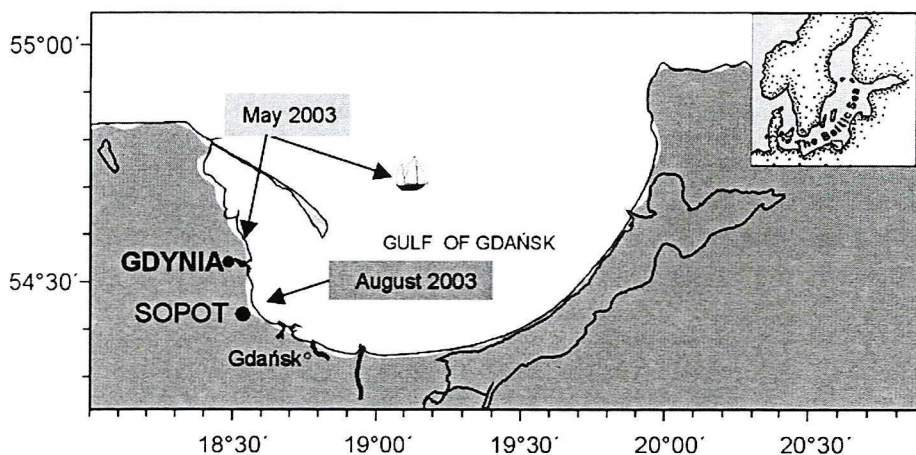 55°00´
May 2003
The Baltic Sea
GULF OF GDAŃSK
GDYNIA
54°30´
August 2003
SOPOT
Gdańsk
18°30´
19°00´
19°30´
20°00´
20°30´